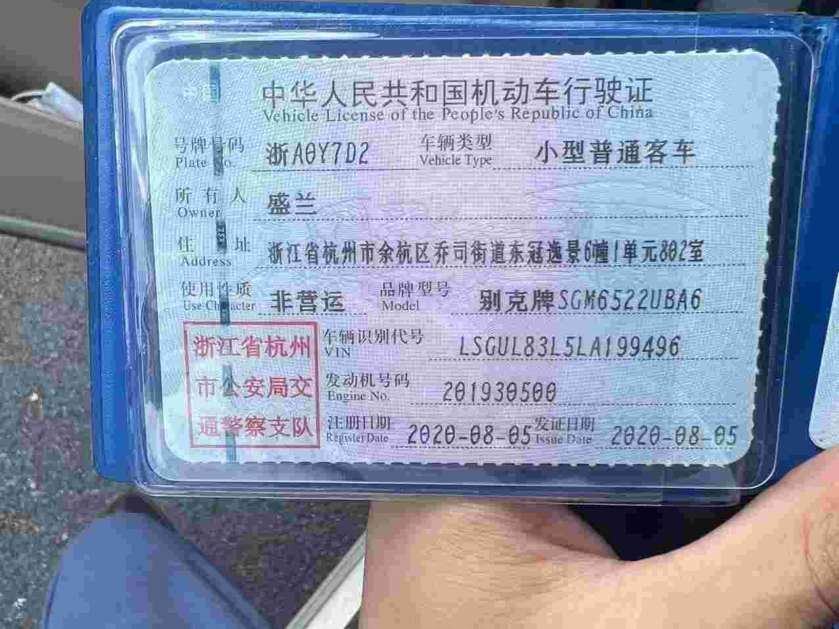 中华人民共和国机动车行驶证
Vehicle License of the People's Republic of China
号牌号码 浙A0Y7D2 车辆类型 小型普通客车
Plate No. Vehicle Type
所有人 盛兰
Owner
住址 浙江省杭州市余杭区乔司街道东冠逸景6幢1单元802室
Address
使用性质 非营运 品牌型号 别克牌SGM6522UBA6
Use Character Model
浙江省杭州
市公安局交
通警察支队
车辆识别代号 LSGUL83L5LA199496
VIN
发动机号码 201930500
Engine No.
注册日期 2020-08-05 发证日期 2020-08-05
Register Date Issue Date